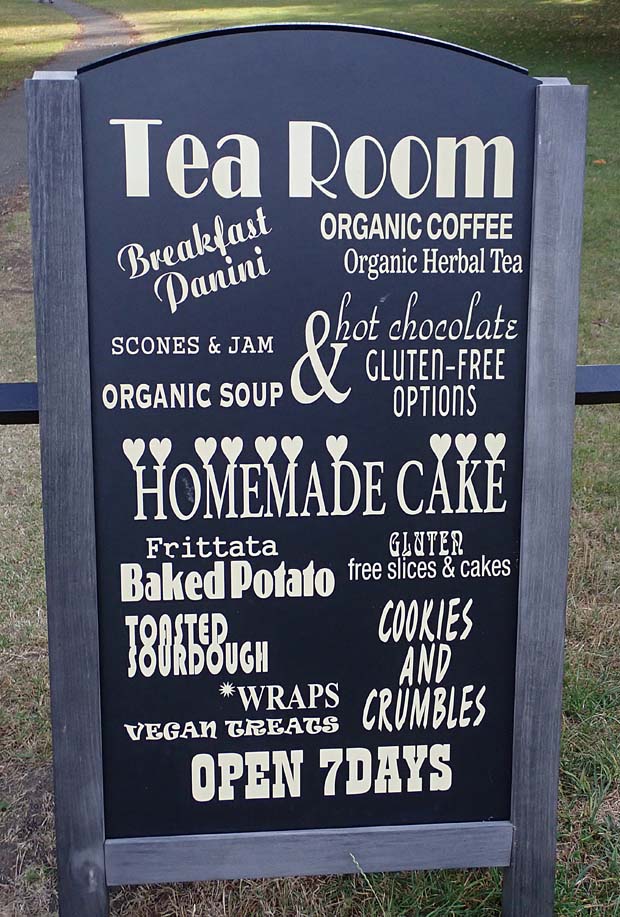 Tea Room
Breakfast
Panini
ORGANIC COFFEE
Organic Herbal Tea
SCONES & JAM
ORGANIC SOUP
&
hot chocolate
GLUTEN-FREE
OPTIONS
HOMEMADE CAKE
Frittata
Baked Potato
GLUTEN
free slices & cakes
TOASTED
SOURDOUGH
*WRAPS
VEGAN TREATS
COOKIES
AND
CRUMBLES
OPEN 7DAYS